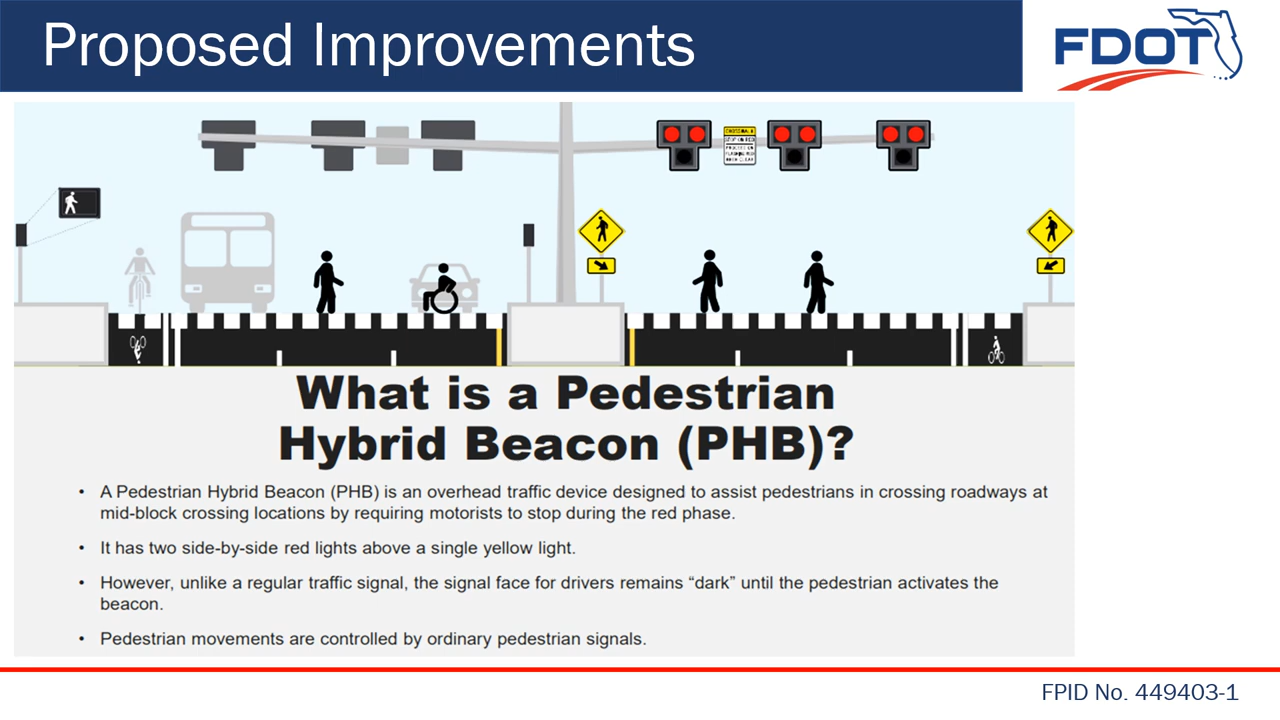 Proposed Improvements
FDOT
CROSSWALK
STOP ON RED
What is a Pedestrian
Hybrid Beacon (PHB)?
• A Pedestrian Hybrid Beacon (PHB) is an overhead traffic device designed to assist pedestrians in crossing roadways at
mid-block crossing locations by requiring motorists to stop during the red phase.
• It has two side-by-side red lights above a single yellow light.
• However, unlike a regular traffic signal, the signal face for drivers remains “dark” until the pedestrian activates the
beacon.
• Pedestrian movements are controlled by ordinary pedestrian signals.
FPID No. 449403-1